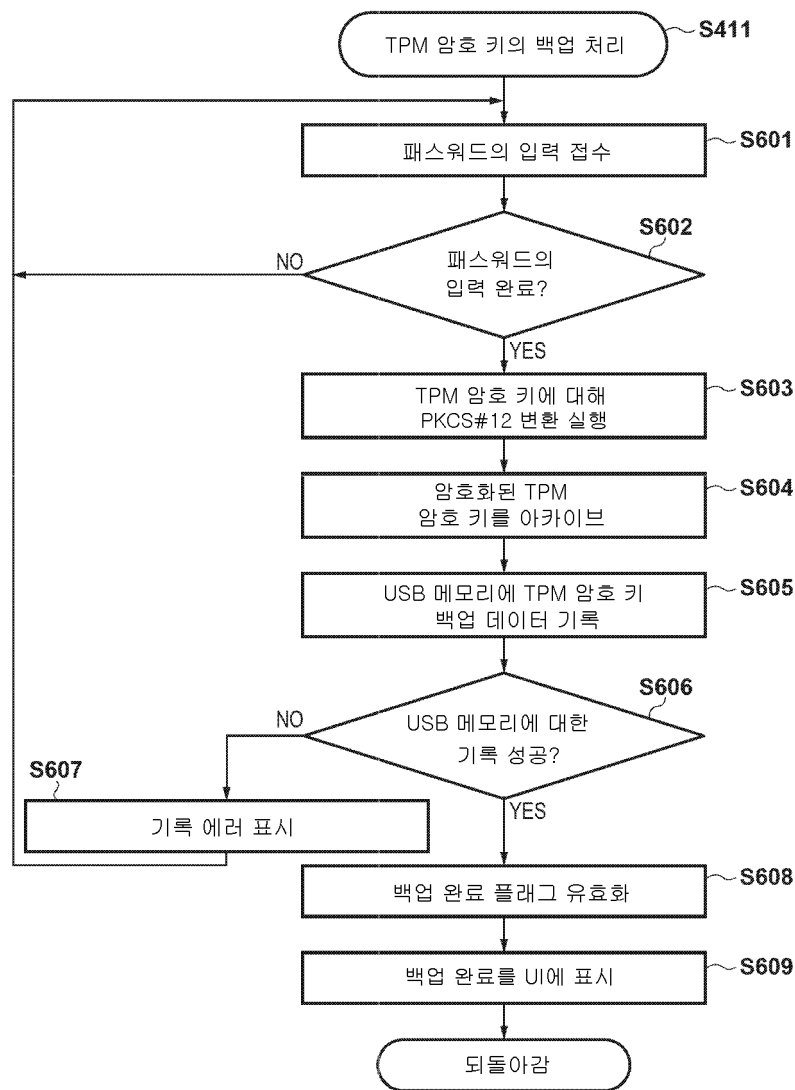 TPM 암호 키의 백업 처리
S411
패스워드의 입력 접수
S601
S602
패스워드의
입력 완료?
NO
YES
TPM 암호 키에 대해
PKCS#12 변환 실행
S603
암호화된 TPM
암호 키를 아카이브
S604
USB 메모리에 TPM 암호 키
백업 데이터 기록
S605
S606
USB 메모리에 대한
기록 성공?
NO
YES
S607
기록 에러 표시
백업 완료 플래그 유효화
S608
백업 완료를 UI에 표시
S609
되돌아감